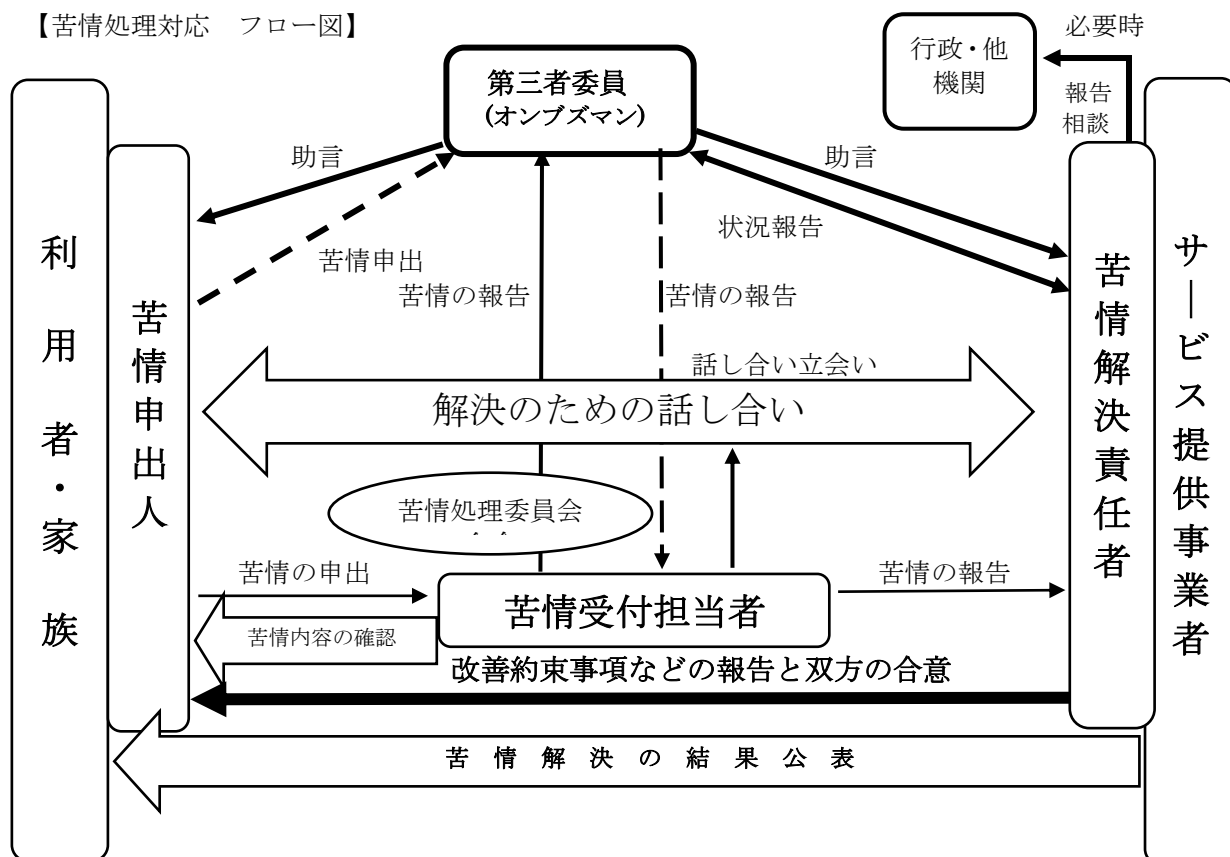 【苦情処理対応　フロー図】
必要時
行政・他
機関
報告
相談
第三者委員
(オンブズマン)
助言
助言
状況報告
苦情申出
苦情の報告
苦情の報告
利用者・家族
苦情申出人
苦情解決責任者
サービス提供事業者
話し合い立会い
解決のための話し合い
苦情処理委員会
苦情の申出
苦情の報告
苦情受付担当者
苦情内容の確認
改善約束事項などの報告と双方の合意
苦情解決の結果公表